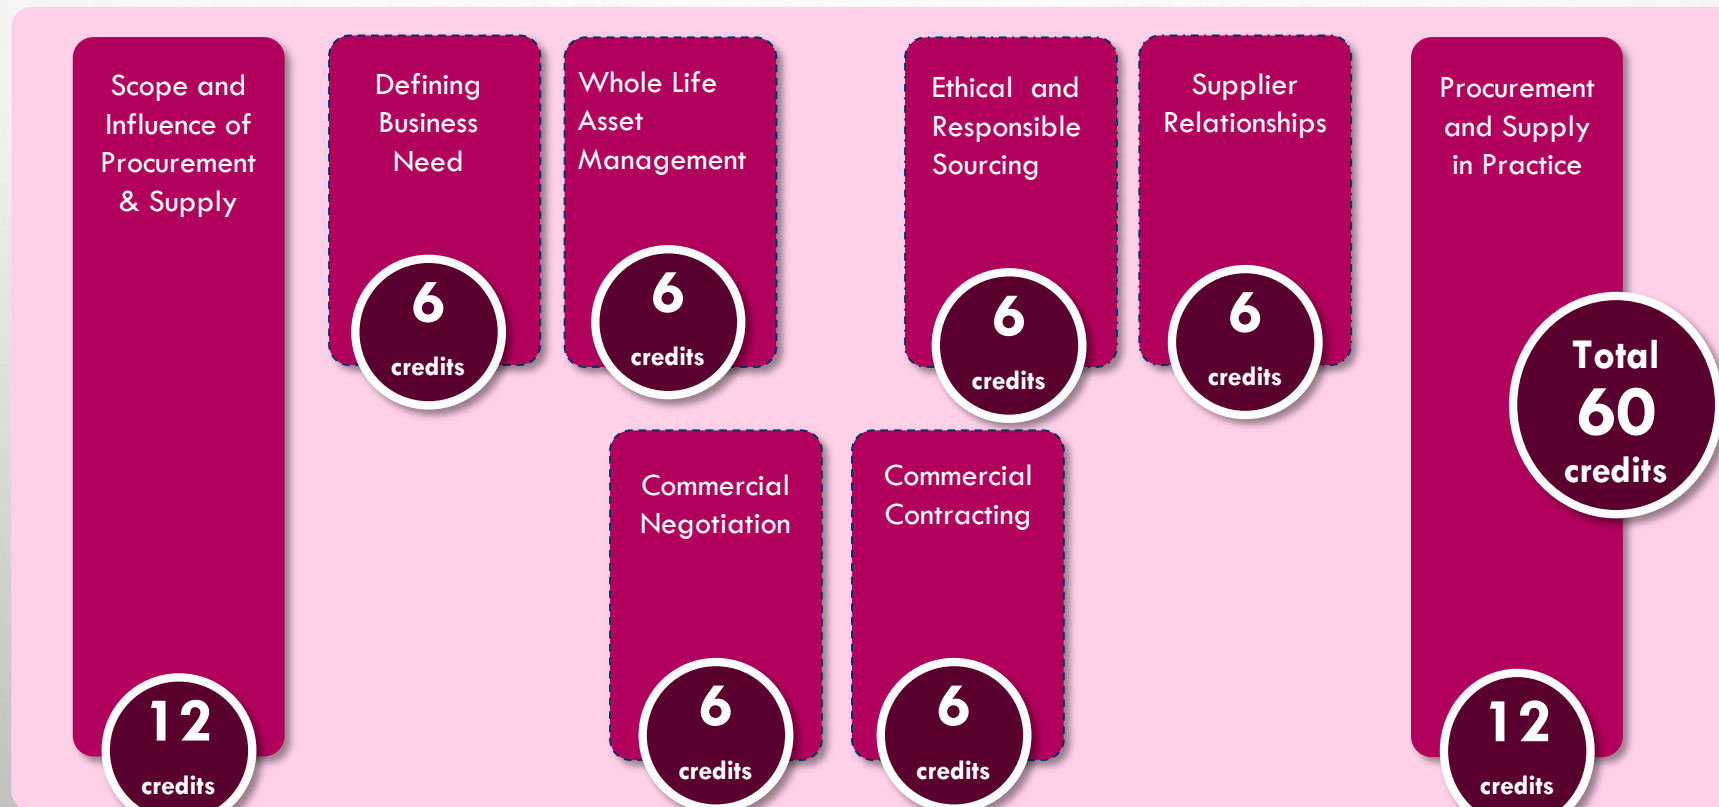 Scope and
Influence of
Procurement
& Supply
12
credits
Defining
Business
Need
6
credits
Whole Life
Asset
Management
6
credits
Ethical and
Responsible
Sourcing
6
credits
Supplier
Relationships
6
credits
Commercial
Negotiation
6
credits
Commercial
Contracting
6
credits
Procurement
and Supply
in Practice
12
credits
Total
60
credits